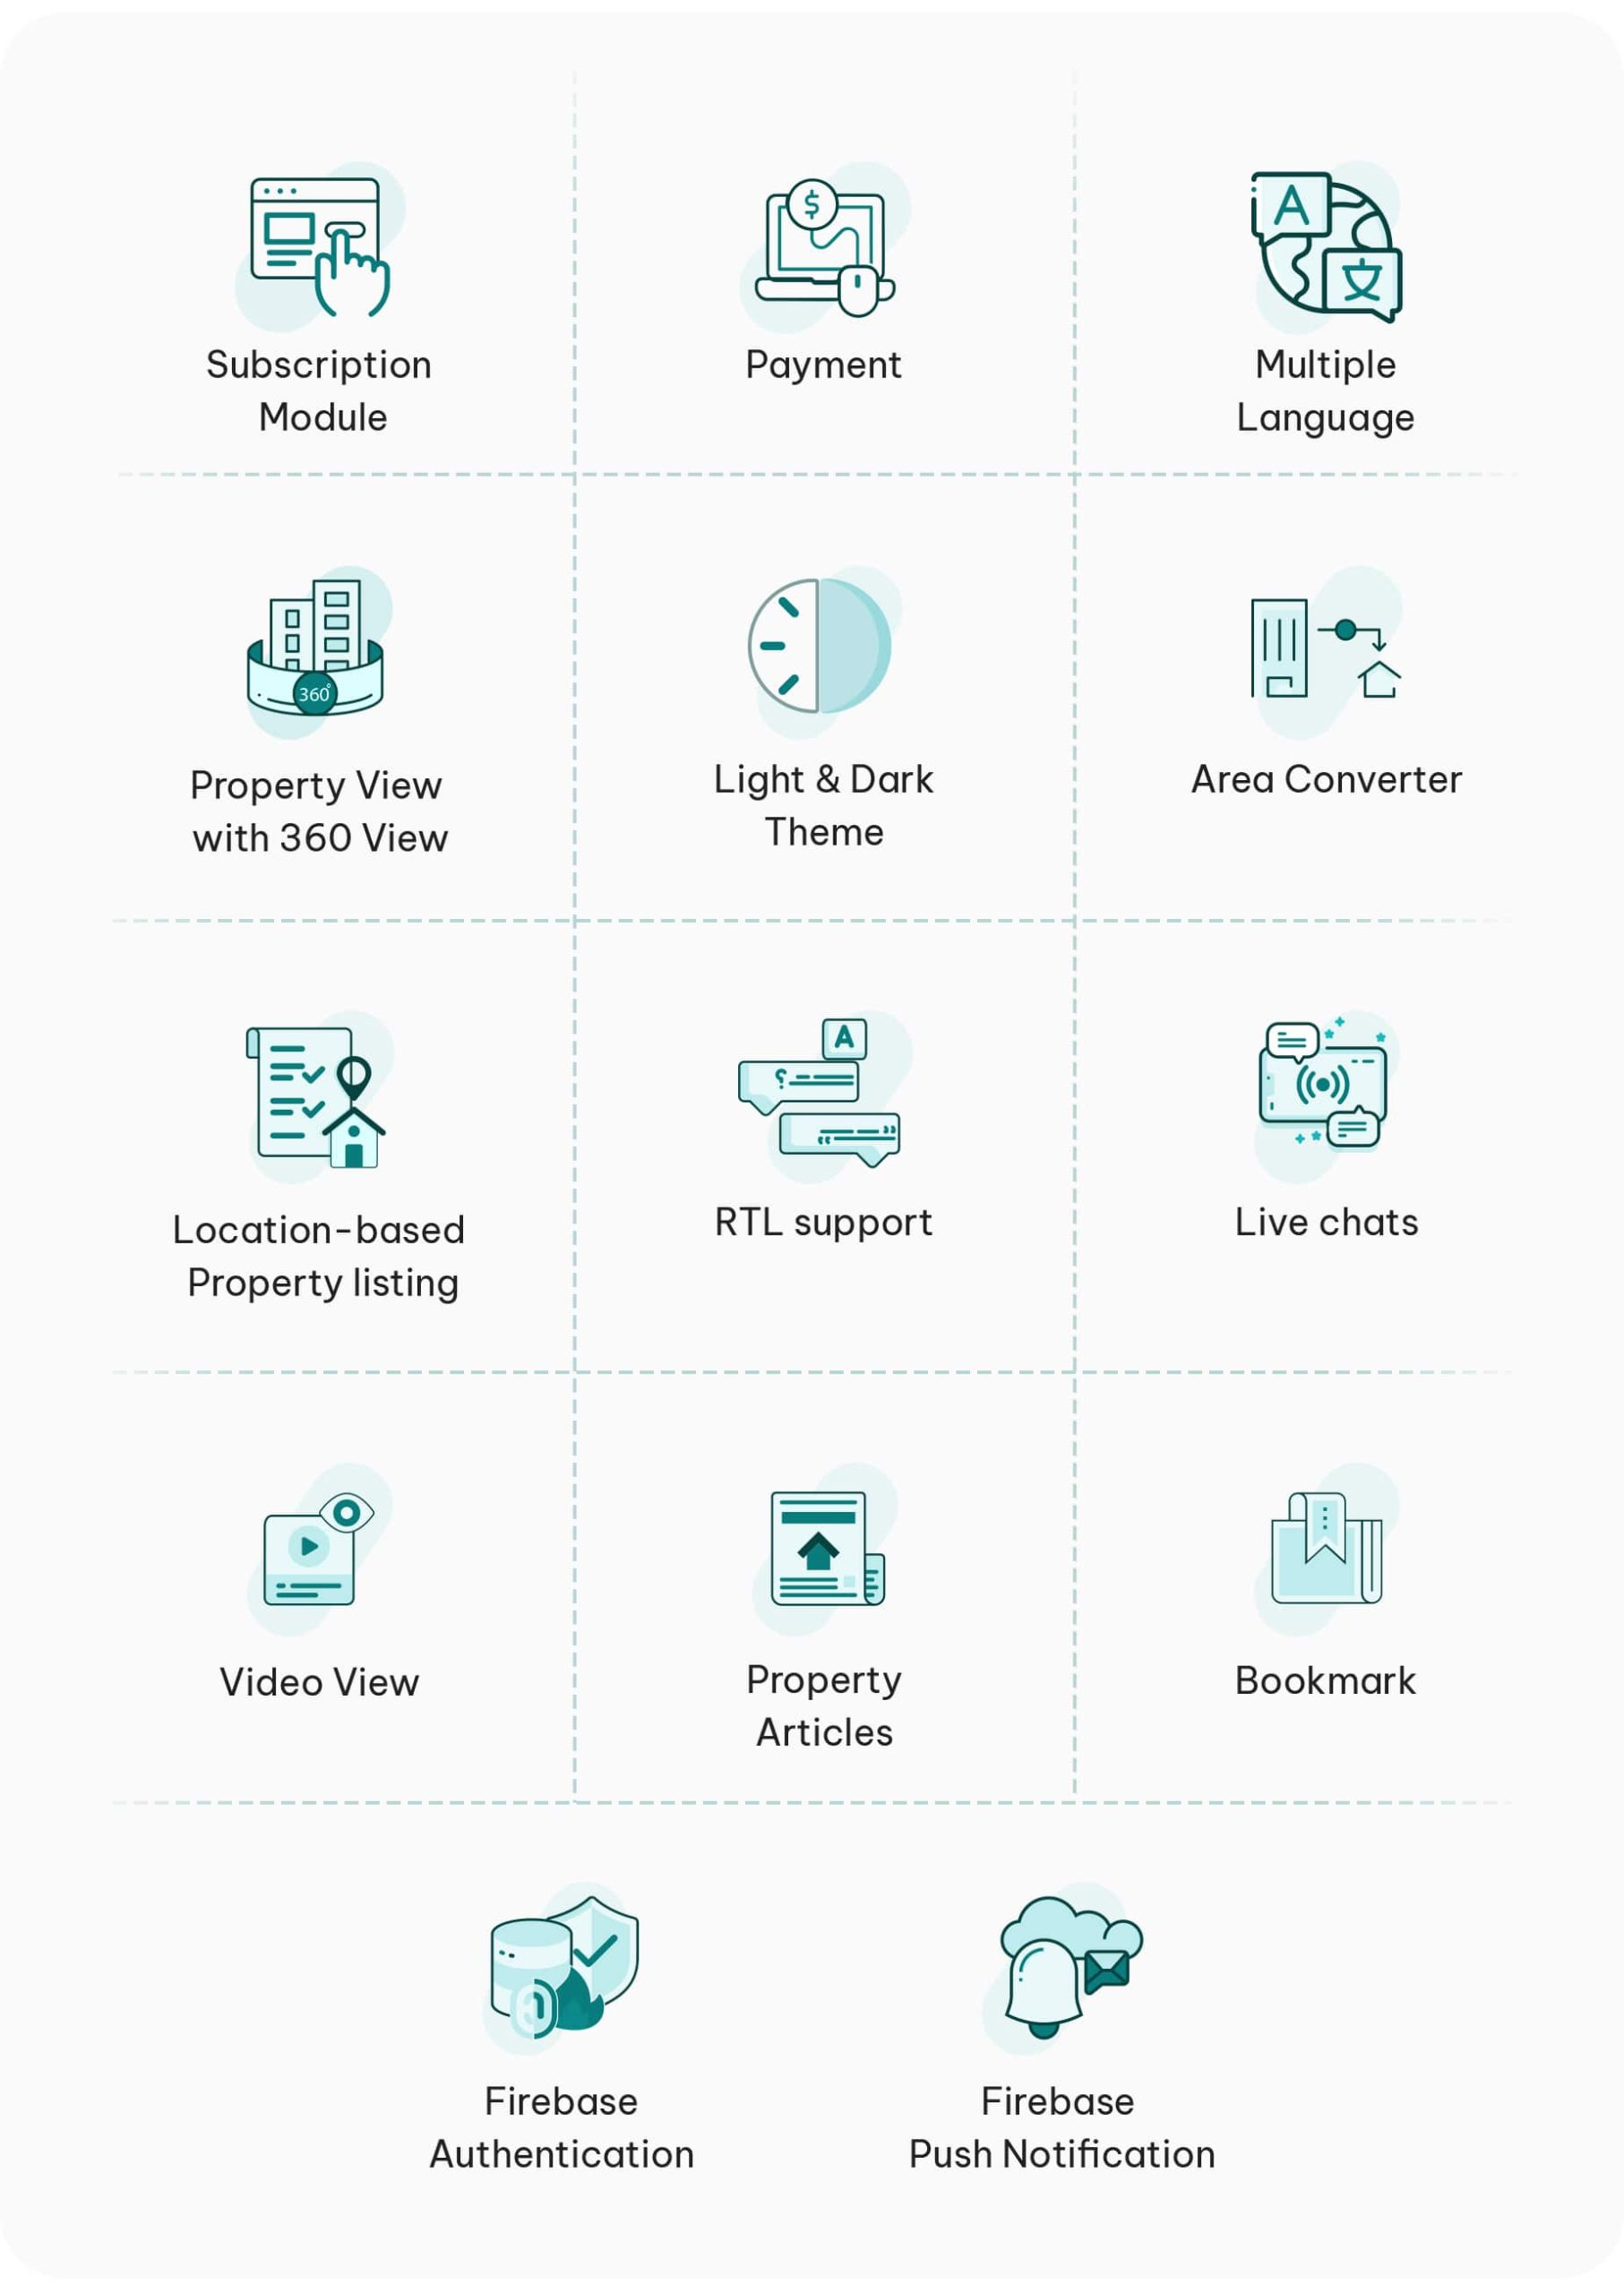 Subscription
Module
Payment
Multiple
Language
Property View
with 360 View
Light & Dark
Theme
Area Converter
Location-based
Property listing
RTL support
Live chats
Video View
Property
Articles
Bookmark
Firebase
Authentication
Firebase
Push Notification
$
A
文
360°
A
؟